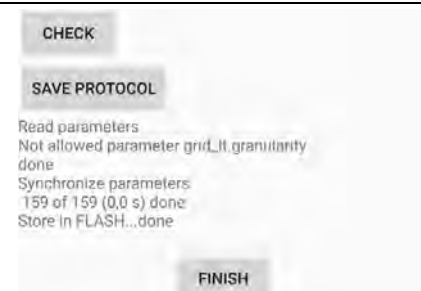 CHECK
SAVE PROTOCOL
Read parameters
Not allowed parameter grid_lt.granularity
done
Synchronize parameters
159 of 159 (0,0 s) done
Store in FLASH...done
FINISH